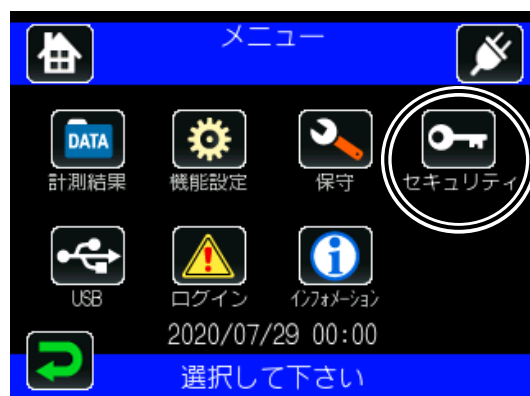 メニュー
DATA
計測結果 機能設定 保守 セキュリティ
USB ログイン ｲﾝﾌｫﾒｰｼｮﾝ
2020/07/29 00:00
選択して下さい